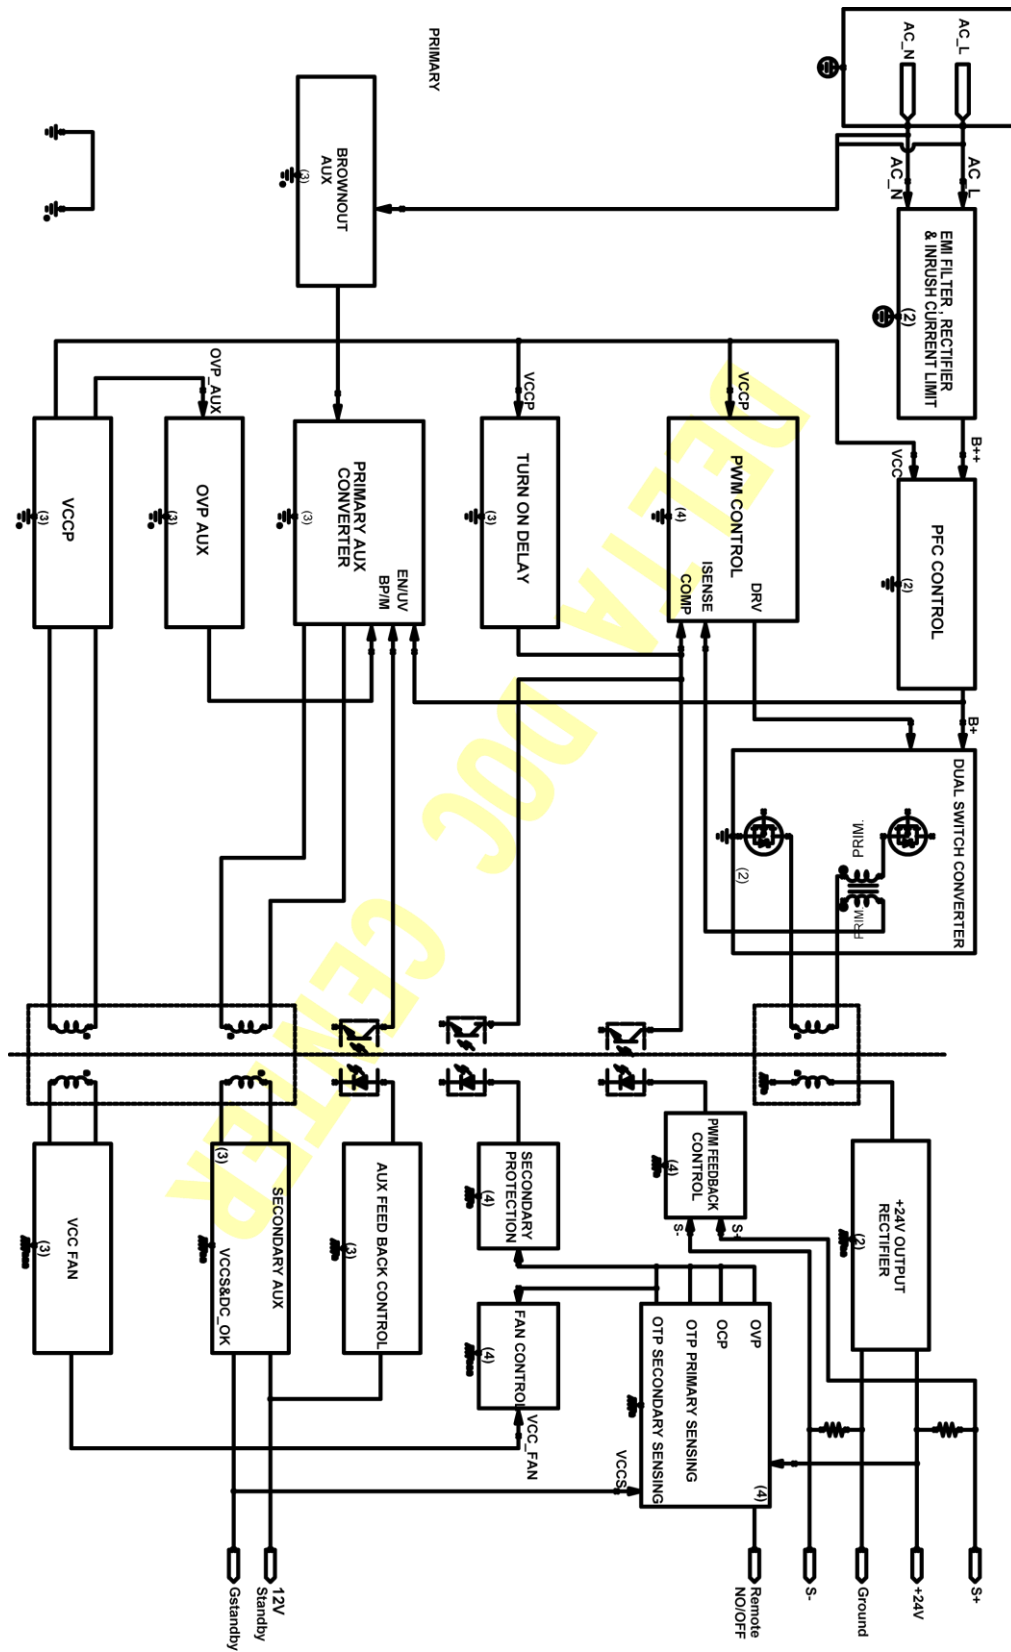 AC_L
AC_N
AC_L
AC_N
EMI FILTER , RECTIFIER
& INRUSH CURRENT LIMIT
(2)
B++
VCC
PFC CONTROL
(2)
B+
DUAL SWITCH CONVERTER
PRIM.
PRIM.
(2)
+24V OUTPUT
RECTIFIER
(2)
S+
+24V
Ground
S-
Remote
NO/OFF
VCCP
PWM CONTROL
(4)
DRV
ISENSE
COMP
PWM FEEDBACK
CONTROL
(4)
S+
S-
OVP
OCP
OTP PRIMARY SENSING
OTP SECONDARY SENSING
(4)
VCCS
VCCP
TURN ON DELAY
(3)
SECONDARY
PROTECTION
(4)
FAN CONTROL
(4)
VCC_FAN
PRIMARY
BROWNOUT
AUX
(3)
PRIMARY AUX
CONVERTER
(3)
EN/UV
BP/M
AUX FEED BACK CONTROL
(3)
OVP_AUX
OVP AUX
(3)
SECONDARY AUX
VCCS&DC_OK
(3)
12V
Standby
Gstandby
VCCP
(3)
VCC FAN
(3)
DELTA DOC CENTER